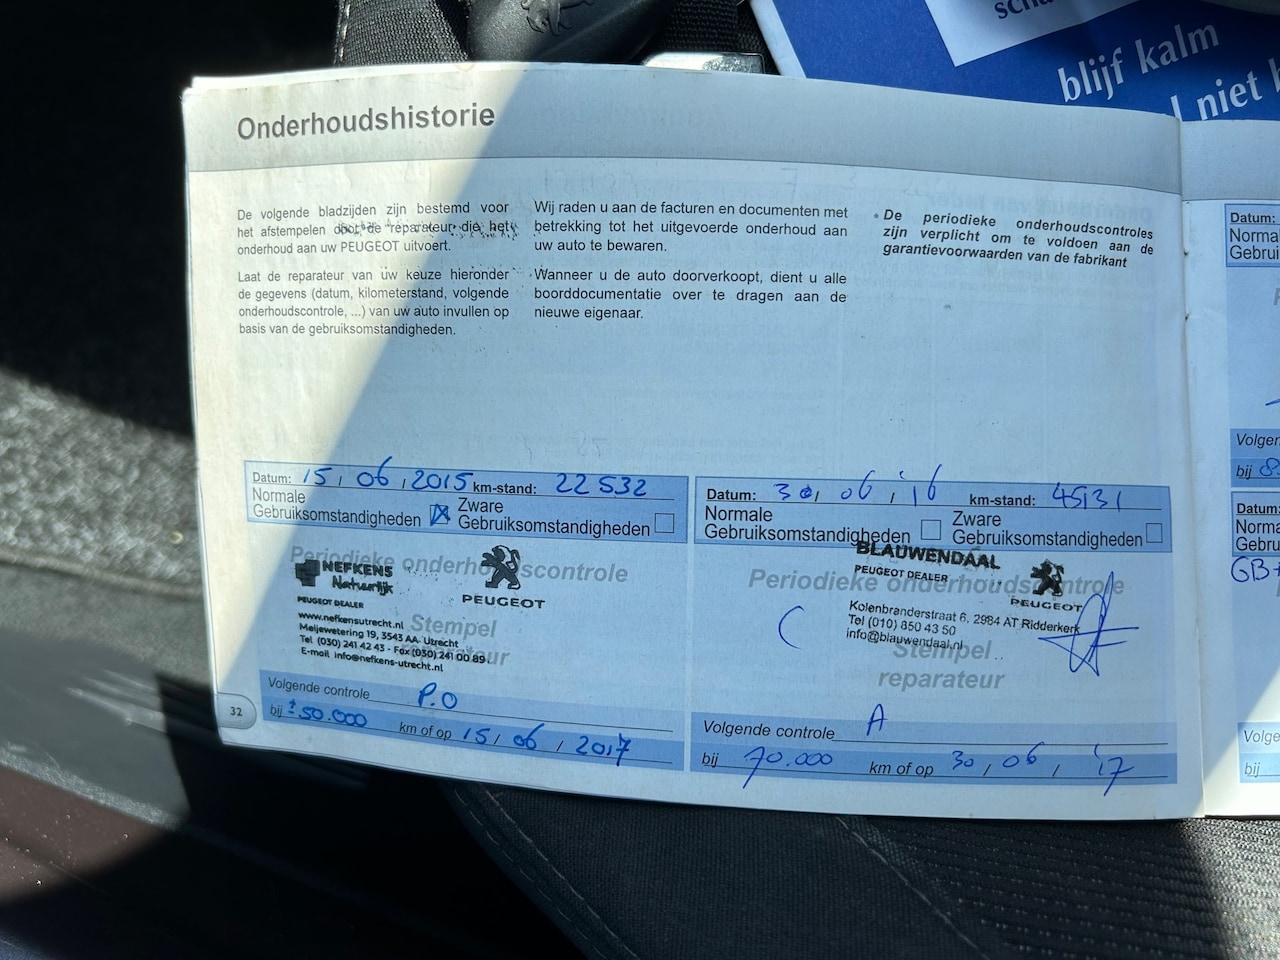 blijf kalm
niet
Onderhoudshistorie
De volgende bladzijden zijn bestemd voor
het afstempelen door de reparateur die het
onderhoud aan uw PEUGEOT uitvoert.
Laat de reparateur van uw keuze hieronder
de gegevens (datum, kilometerstand, volgende
onderhoudscontrole, ...) van uw auto invullen op
basis van de gebruiksomstandigheden.
Wij raden u aan de facturen en documenten met
betrekking tot het uitgevoerde onderhoud aan
uw auto te bewaren.
Wanneer u de auto doorverkoopt, dient u alle
boorddocumentatie over te dragen aan de
nieuwe eigenaar.
De periodieke onderhoudscontroles
zijn verplicht om te voldoen aan de
garantievoorwaarden van de fabrikant
Datum: 15, 06, 2015 km-stand: 22532
Normale
Gebruiksomstandigheden
Zware
Gebruiksomstandigheden
Periodieke onderhoudscontrole
NEFKENS
Natuurlijk
PEUGEOT
PEUGEOT DEALER
www.nefkensutrecht.nl
Stempel
Meijewetering 19, 3543 AA Utrecht
Tel (030) 241 42 43 - Fax (030) 241 00 89
E-mail info@nefkens-utrecht.nl
Volgende controle P.O
bij ±50.000 km of op 15, 06, 2017
32
Datum: 30, 06, '16 km-stand: 45131
Normale
Gebruiksomstandigheden
Zware
Gebruiksomstandigheden
BLAUWENDAAL
PEUGEOT DEALER
Periodieke onderhoudscontrole
PEUGEOT
Kolenbranderstraat 6, 2984 AT Ridderkerk
Tel (010) 850 43 50
info@blauwendaal.nl
Stempel
reparateur
Volgende controle A
bij 70.000 km of op 30 / 06 / '17
Datum:
bij 8
Datum:
GB+
bij